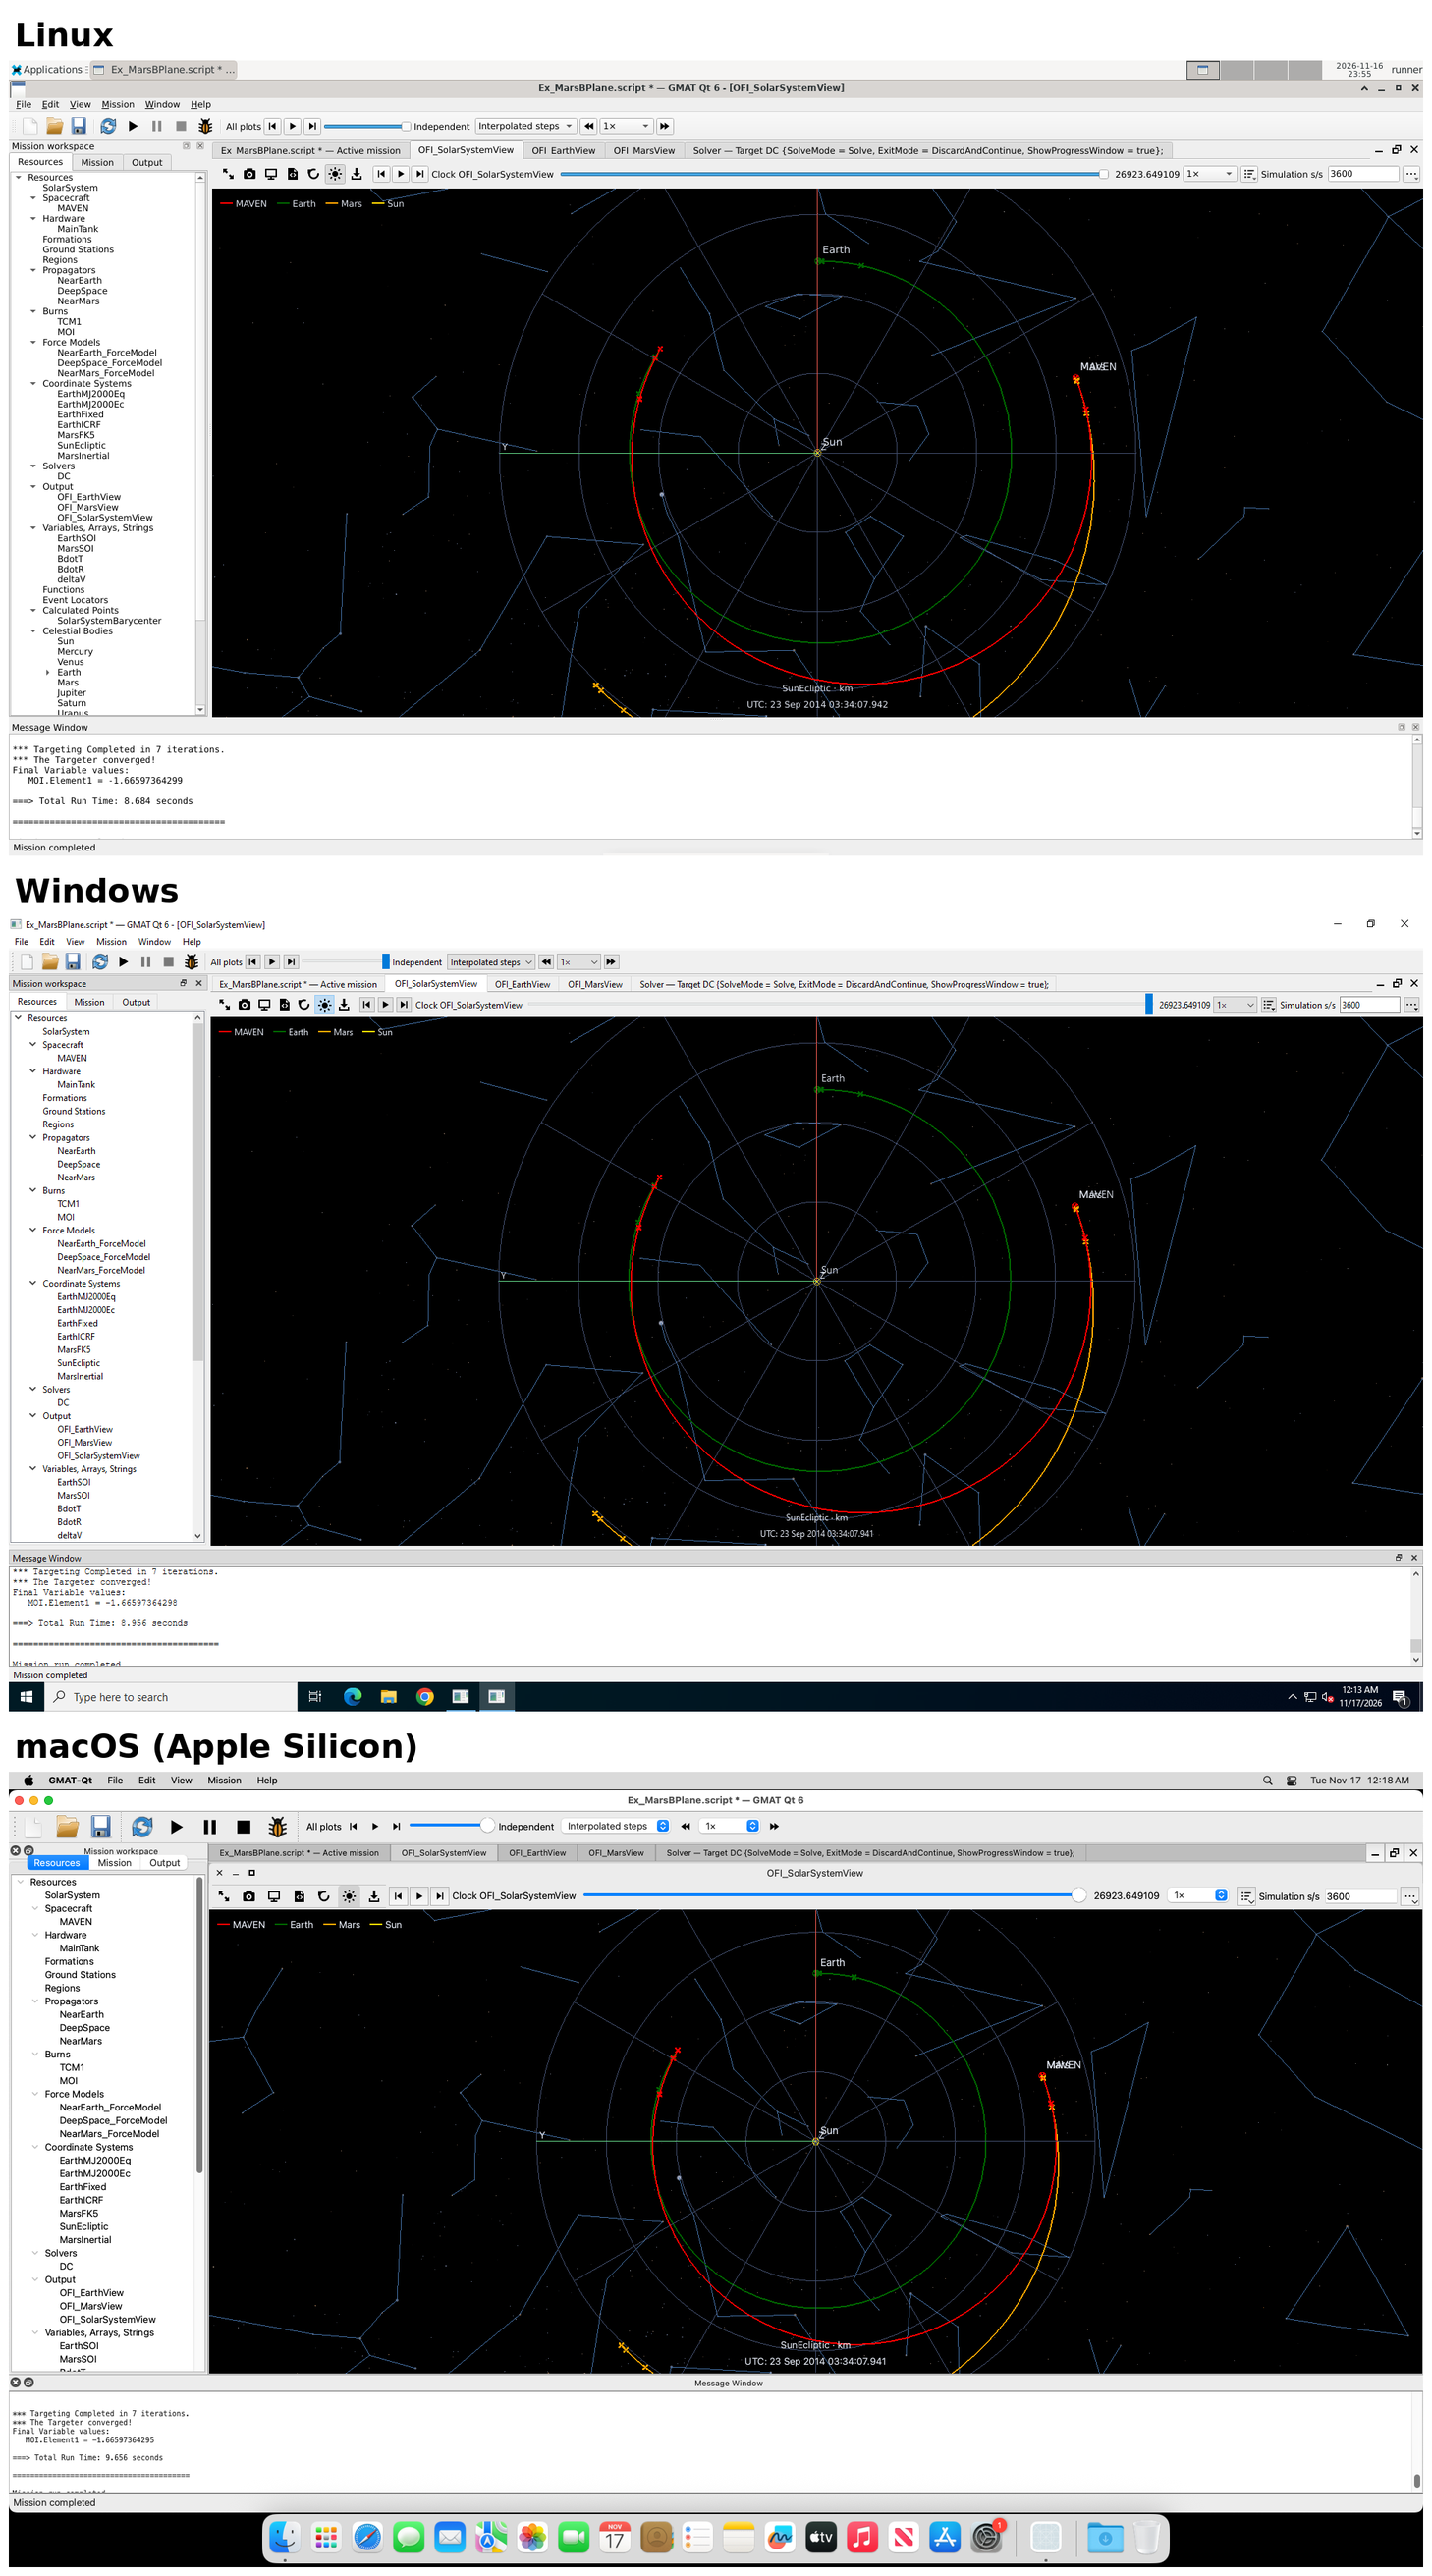 Linux
Applications Ex_MarsBPlane.script * ... 2026-11-16 23:55 runner
Ex_MarsBPlane.script * — GMAT Qt 6 - [OFI_SolarSystemView]
File Edit View Mission Window Help
All plots Independent Interpolated steps 1×
Mission workspace
Ex_MarsBPlane.script * — Active mission OFI_SolarSystemView OFI_EarthView OFI_MarsView Solver — Target DC {SolveMode = Solve, ExitMode = DiscardAndContinue, ShowProgressWindow = true};
Resources Mission Output
Clock OFI_SolarSystemView 26923.649109 1× Simulation s/s 3600 ...
MAVEN Earth Mars Sun
Resources
SolarSystem
Spacecraft
MAVEN
Hardware
MainTank
Formations
Ground Stations
Regions
Propagators
NearEarth
DeepSpace
NearMars
Burns
TCM1
MOI
Force Models
NearEarth_ForceModel
DeepSpace_ForceModel
NearMars_ForceModel
Coordinate Systems
EarthMJ2000Eq
EarthMJ2000Ec
EarthFixed
EarthICRF
MarsFK5
SunEcliptic
MarsInertial
Solvers
DC
Output
OFI_EarthView
OFI_MarsView
OFI_SolarSystemView
Variables, Arrays, Strings
EarthSOI
MarsSOI
BdotT
BdotR
deltaV
Functions
Event Locators
Calculated Points
SolarSystemBarycenter
Celestial Bodies
Sun
Mercury
Venus
Earth
Mars
Jupiter
Saturn
Uranus
Earth
MAVEN
Sun
Y
Z
SunEcliptic · km
UTC: 23 Sep 2014 03:34:07.942
Message Window
*** Targeting Completed in 7 iterations.
*** The Targeter converged!
Final Variable values:
MOI.Element1 = -1.66597364299
===> Total Run Time: 8.684 seconds
========================================
Mission completed
Windows
Ex_MarsBPlane.script * — GMAT Qt 6 - [OFI_SolarSystemView]
File Edit View Mission Window Help
All plots Independent Interpolated steps 1×
Mission workspace
Ex_MarsBPlane.script * — Active mission OFI_SolarSystemView OFI_EarthView OFI_MarsView Solver — Target DC {SolveMode = Solve, ExitMode = DiscardAndContinue, ShowProgressWindow = true};
Resources Mission Output
Clock OFI_SolarSystemView 26923.649109 1× Simulation s/s 3600 ...
MAVEN Earth Mars Sun
Resources
SolarSystem
Spacecraft
MAVEN
Hardware
MainTank
Formations
Ground Stations
Regions
Propagators
NearEarth
DeepSpace
NearMars
Burns
TCM1
MOI
Force Models
NearEarth_ForceModel
DeepSpace_ForceModel
NearMars_ForceModel
Coordinate Systems
EarthMJ2000Eq
EarthMJ2000Ec
EarthFixed
EarthICRF
MarsFK5
SunEcliptic
MarsInertial
Solvers
DC
Output
OFI_EarthView
OFI_MarsView
OFI_SolarSystemView
Variables, Arrays, Strings
EarthSOI
MarsSOI
BdotT
BdotR
deltaV
Earth
MAVEN
Sun
Y
Z
SunEcliptic · km
UTC: 23 Sep 2014 03:34:07.941
Message Window
*** Targeting Completed in 7 iterations.
*** The Targeter converged!
Final Variable values:
MOI.Element1 = -1.66597364298
===> Total Run Time: 8.956 seconds
========================================
Mission run completed
Mission completed
Type here to search 12:13 AM
11/17/2026 1
macOS (Apple Silicon)
GMAT-Qt File Edit View Mission Help Tue Nov 17 12:18 AM
Ex_MarsBPlane.script * — GMAT Qt 6
All plots Independent Interpolated steps 1×
Mission workspace
Ex_MarsBPlane.script * — Active mission OFI_SolarSystemView OFI_EarthView OFI_MarsView Solver — Target DC {SolveMode = Solve, ExitMode = DiscardAndContinue, ShowProgressWindow = true};
Resources Mission Output
OFI_SolarSystemView
Clock OFI_SolarSystemView 26923.649109 1× Simulation s/s 3600 ...
MAVEN Earth Mars Sun
Resources
SolarSystem
Spacecraft
MAVEN
Hardware
MainTank
Formations
Ground Stations
Regions
Propagators
NearEarth
DeepSpace
NearMars
Burns
TCM1
MOI
Force Models
NearEarth_ForceModel
DeepSpace_ForceModel
NearMars_ForceModel
Coordinate Systems
EarthMJ2000Eq
EarthMJ2000Ec
EarthFixed
EarthICRF
MarsFK5
SunEcliptic
MarsInertial
Solvers
DC
Output
OFI_EarthView
OFI_MarsView
OFI_SolarSystemView
Variables, Arrays, Strings
EarthSOI
MarsSOI
BdotT
Earth
MAVEN
Sun
Y
Z
SunEcliptic · km
UTC: 23 Sep 2014 03:34:07.941
Message Window
*** Targeting Completed in 7 iterations.
*** The Targeter converged!
Final Variable values:
MOI.Element1 = -1.66597364295
===> Total Run Time: 9.656 seconds
========================================
Mission run completed
Mission completed
NOV
17
tv
1